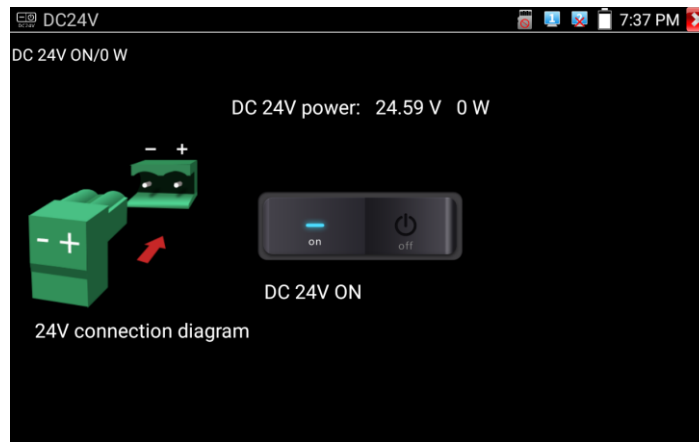 DC24V
7:37 PM
DC 24V ON/0 W
DC 24V power: 24.59 V 0 W
- +
- +
on
off
DC 24V ON
24V connection diagram